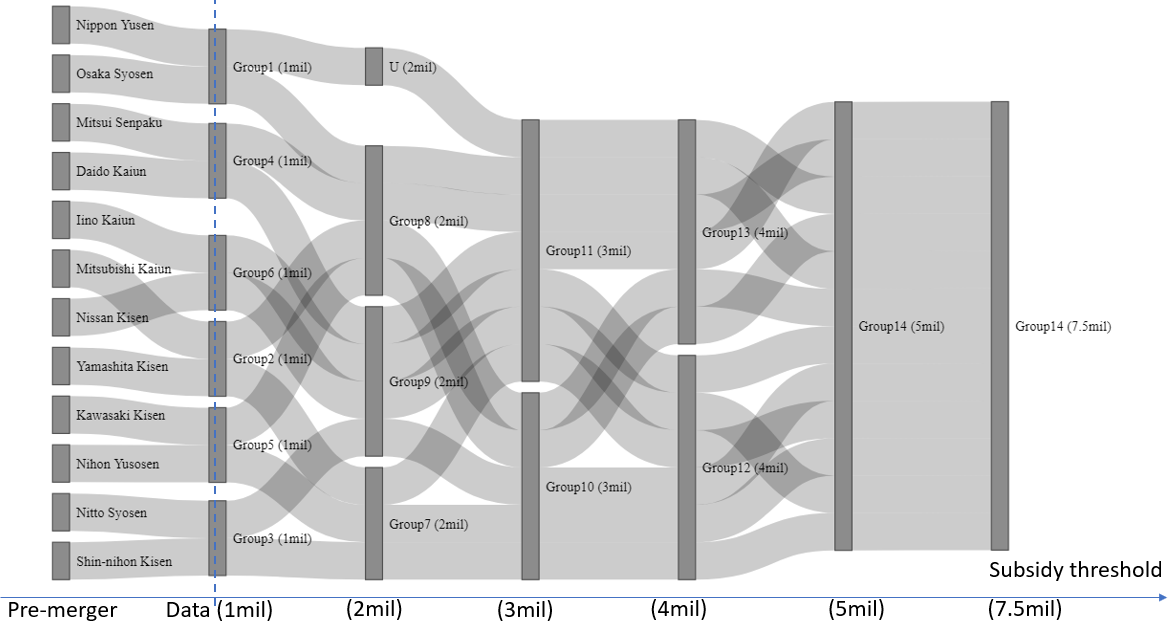 Nippon Yusen
Osaka Syosen
Mitsui Senpaku
Daido Kaiun
Iino Kaiun
Mitsubishi Kaiun
Nissan Kisen
Yamashita Kisen
Kawasaki Kisen
Nihon Yusosen
Nitto Syosen
Shin-nihon Kisen
Group1 (1mil)
Group4 (1mil)
Group6 (1mil)
Group2 (1mil)
Group5 (1mil)
Group3 (1mil)
U (2mil)
Group8 (2mil)
Group9 (2mil)
Group7 (2mil)
Group11 (3mil)
Group10 (3mil)
Group13 (4mil)
Group12 (4mil)
Group14 (5mil)
Group14 (7.5mil)
Subsidy threshold
Pre-merger
Data (1mil)
(2mil)
(3mil)
(4mil)
(5mil)
(7.5mil)